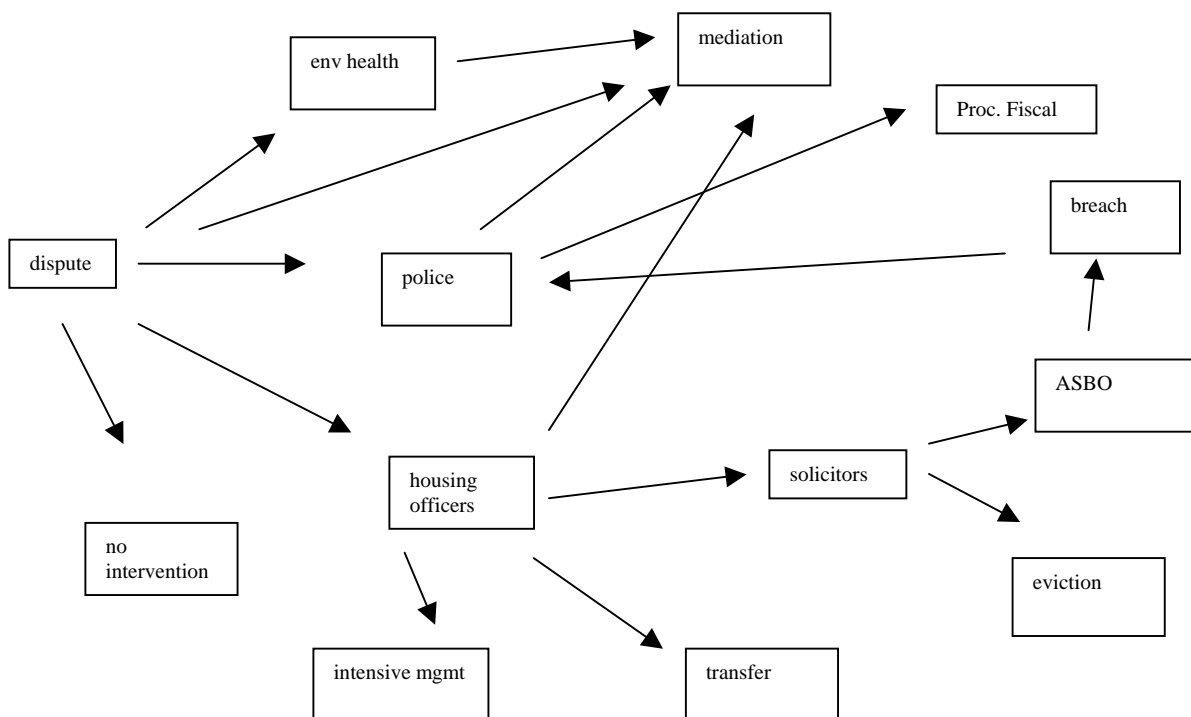 mediation
env health
Proc. Fiscal
breach
dispute
police
ASBO
housing
officers
solicitors
no
intervention
eviction
intensive mgmt
transfer